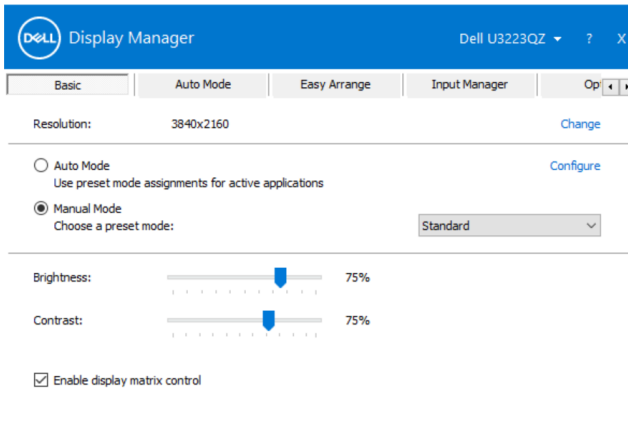 DELL Display Manager Dell U3223QZ ? X
Basic Auto Mode Easy Arrange Input Manager Op
Resolution: 3840x2160 Change
Auto Mode Configure
Use preset mode assignments for active applications
Manual Mode
Choose a preset mode: Standard
Brightness: 75%
Contrast: 75%
Enable display matrix control